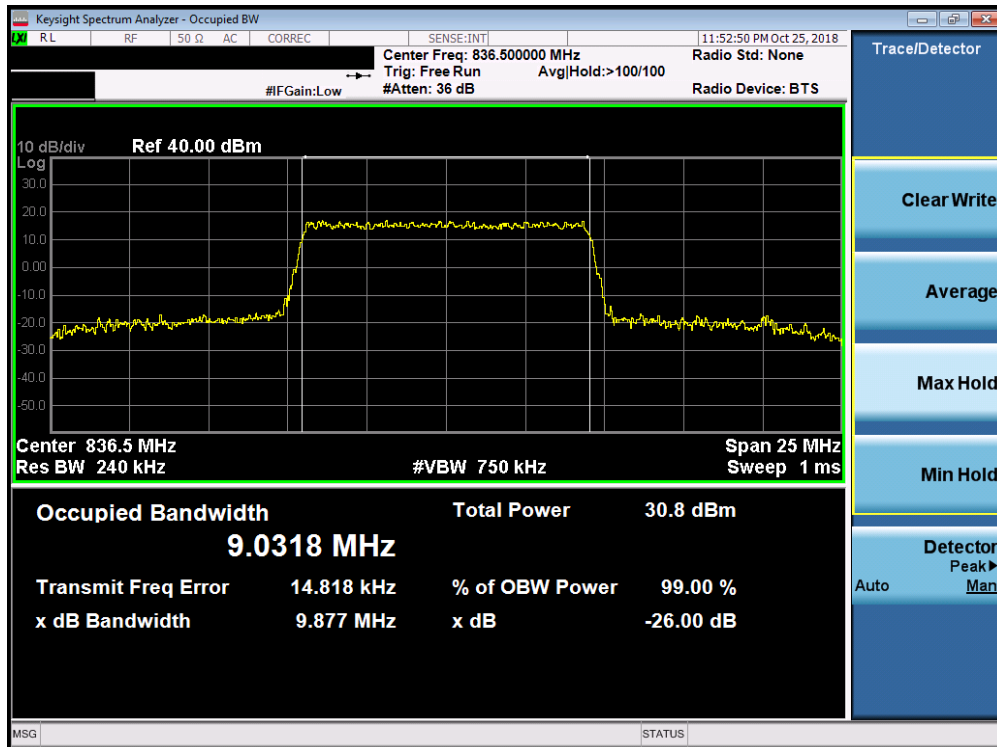 Keysight Spectrum Analyzer - Occupied BW
LXI RL RF 50 Ω AC CORREC SENSE:INT 11:52:50 PM Oct 25, 2018
Center Freq: 836.500000 MHz Radio Std: None
Trig: Free Run Avg|Hold:>100/100
#IFGain:Low #Atten: 36 dB Radio Device: BTS
10 dB/div Ref 40.00 dBm
Log
30.0
20.0
10.0
0.00
-10.0
-20.0
-30.0
-40.0
-50.0
Center 836.5 MHz Span 25 MHz
Res BW 240 kHz #VBW 750 kHz Sweep 1 ms
Occupied Bandwidth Total Power 30.8 dBm
9.0318 MHz
Transmit Freq Error 14.818 kHz % of OBW Power 99.00 %
x dB Bandwidth 9.877 MHz x dB -26.00 dB
Trace/Detector
Clear Write
Average
Max Hold
Min Hold
Detector
Peak▶
Auto Man
MSG STATUS